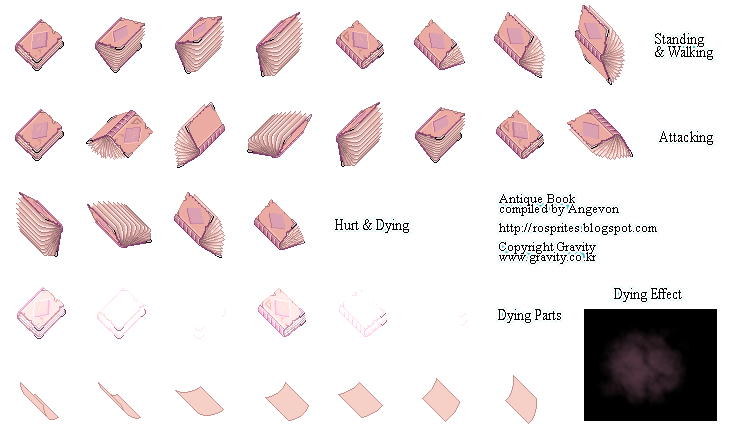 Standing
& Walking
Attacking
Hurt & Dying
Antique Book
compiled by Angevon
http://rosprites.blogspot.com
Copyright Gravity
www.gravity.co.kr
Dying Effect
Dying Parts